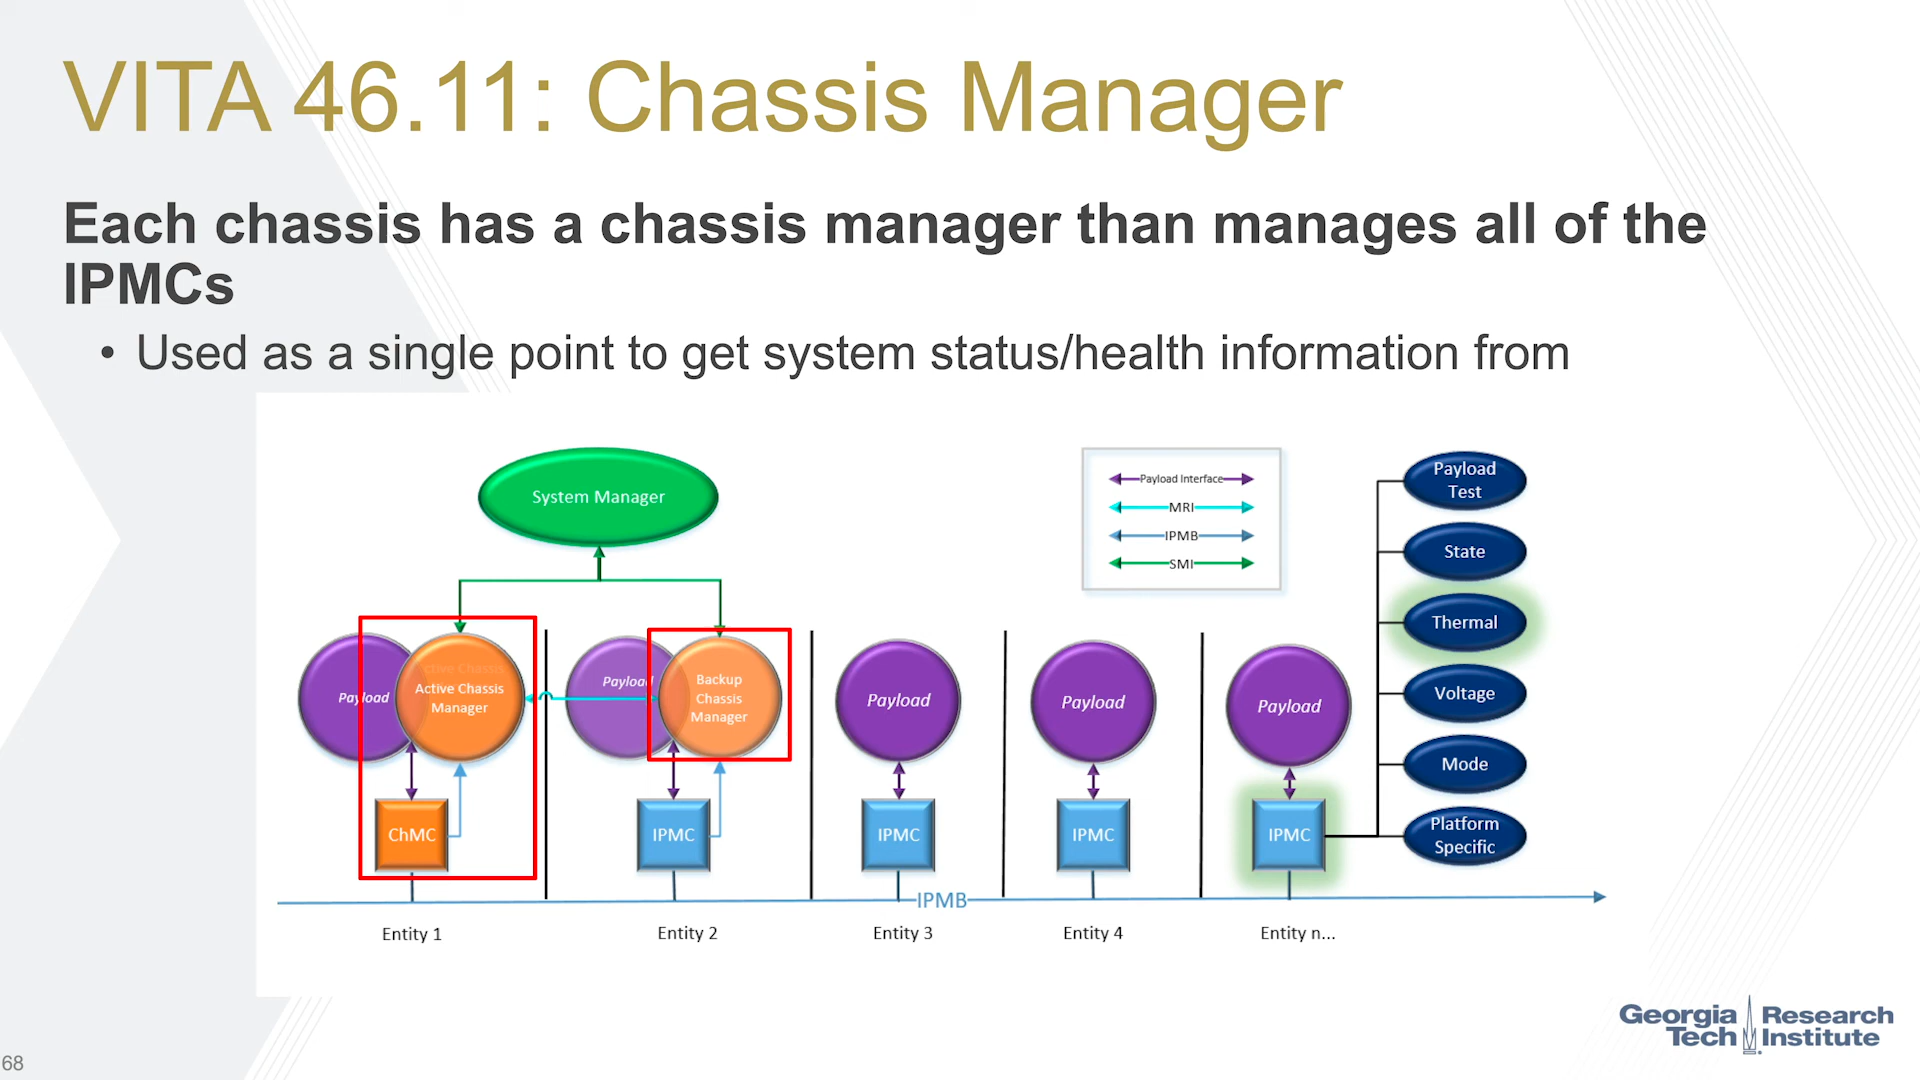 VITA 46.11: Chassis Manager
Each chassis has a chassis manager than manages all of the
IPMCs
• Used as a single point to get system status/health information from
System Manager
Payload Interface
MRI
IPMB
SMI
Payload
Test
State
Thermal
Voltage
Mode
Platform
Specific
Payload
Active Chassis
Active Chassis
Manager
Payload
Backup
Chassis
Manager
Payload
Payload
Payload
ChMC
IPMC
IPMC
IPMC
IPMC
IPMB
Entity 1
Entity 2
Entity 3
Entity 4
Entity n...
Georgia Research
Tech Institute
68